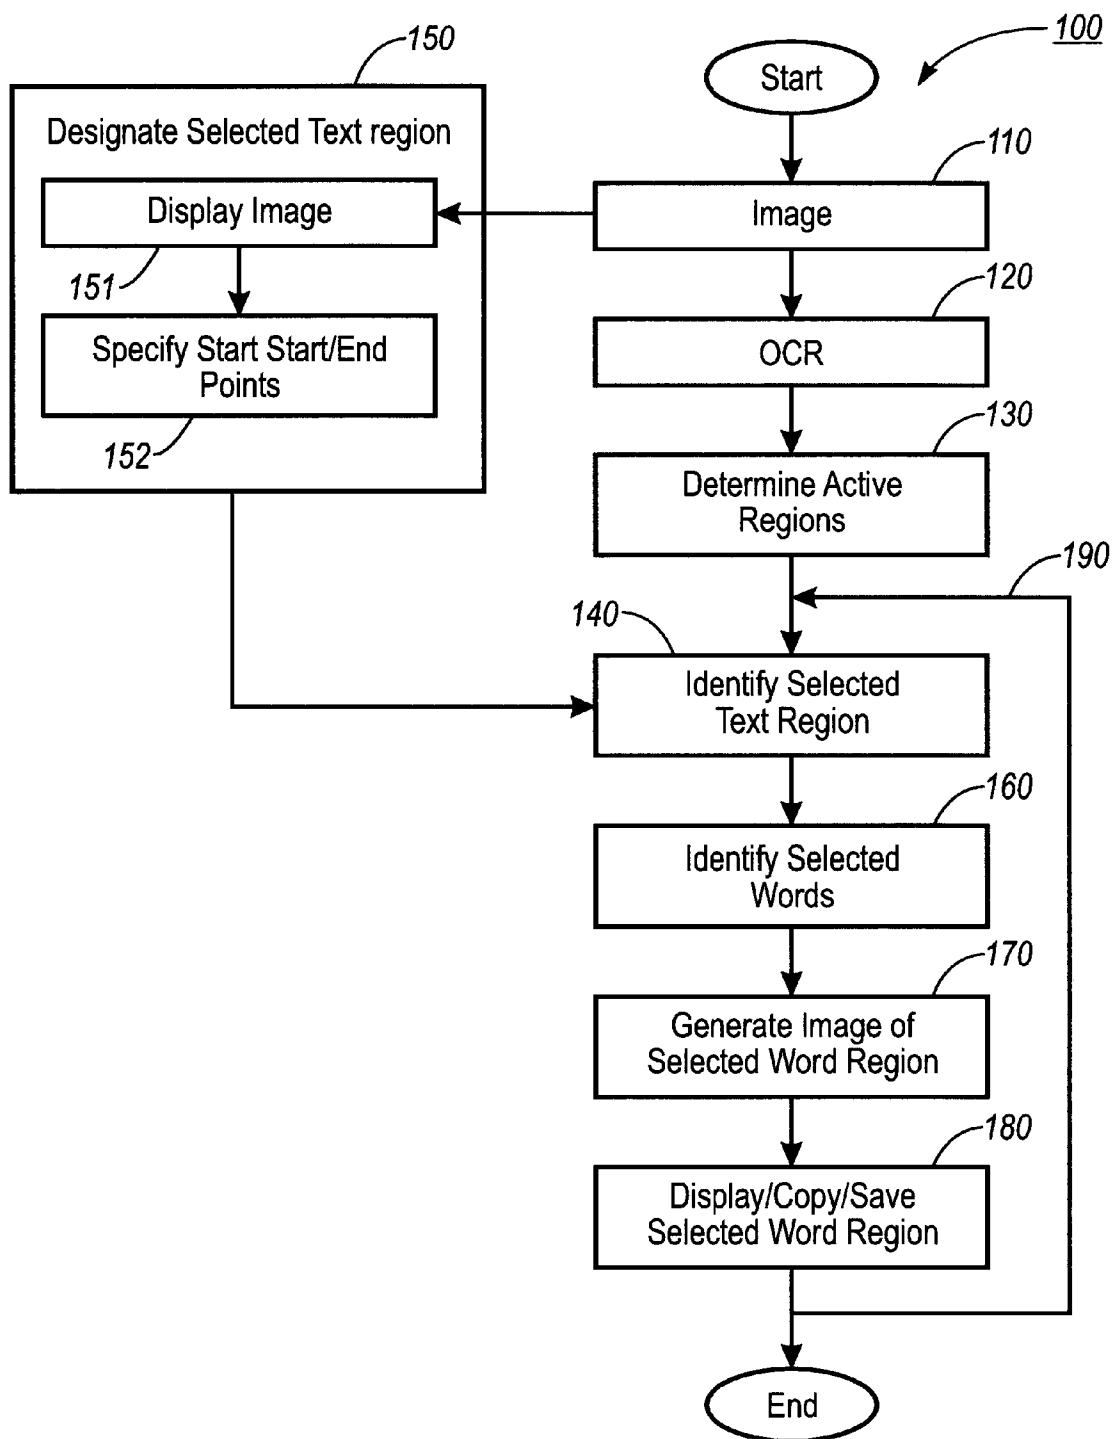 100
150
Start
Designate Selected Text region
110
Display Image
Image
151
120
Specify Start Start/End
Points
OCR
152
130
Determine Active
Regions
190
140
Identify Selected
Text Region
160
Identify Selected
Words
170
Generate Image of
Selected Word Region
180
Display/Copy/Save
Selected Word Region
End